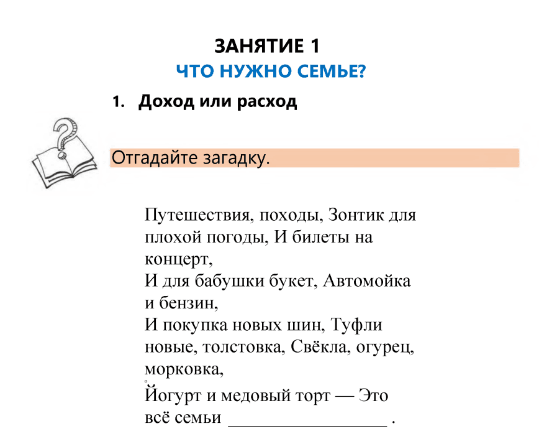 ЗАНЯТИЕ 1
ЧТО НУЖНО СЕМЬЕ?
1. Доход или расход
Отгадайте загадку.
Путешествия, походы, Зонтик для
плохой погоды, И билеты на
концерт,
И для бабушки букет, Автомойка
и бензин,
И покупка новых шин, Туфли
новые, толстовка, Свёкла, огурец,
морковка,
Йогурт и медовый торт — Это
всё семьи _________________ .